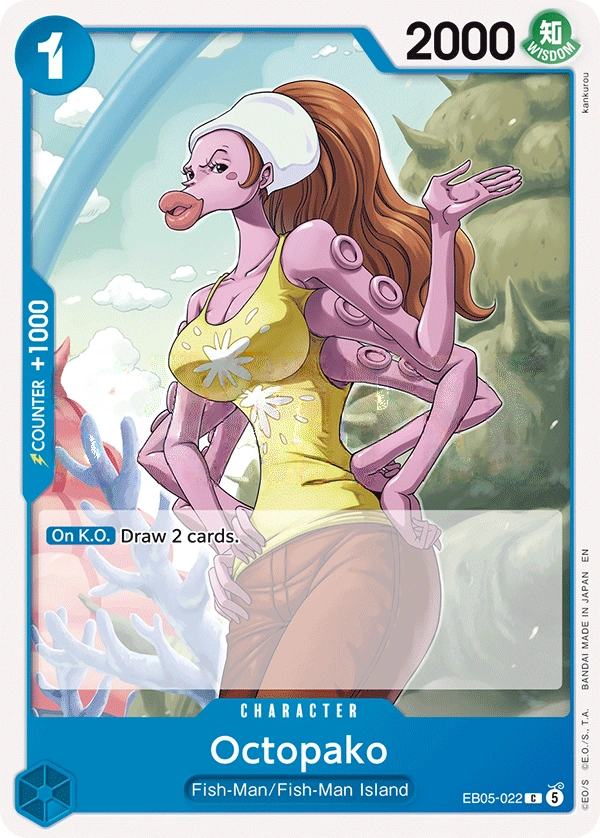 1
2000
知
WISDOM
kankurou
COUNTER +1000
On K.O. Draw 2 cards.
CHARACTER
Octopako
Fish-Man/Fish-Man Island
EB05-022 C 5
©EO/S ©E.O./S., T.A. BANDAI MADE IN JAPAN EN